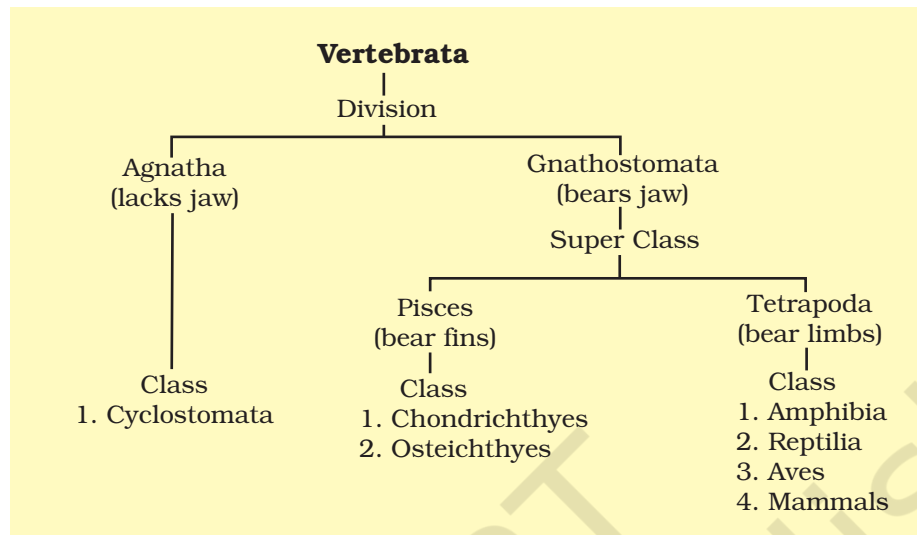 Vertebrata
Division
Agnatha
(lacks jaw)
Gnathostomata
(bears jaw)
Super Class
Pisces
(bear fins)
Tetrapoda
(bear limbs)
Class
1. Cyclostomata
Class
1. Chondrichthyes
2. Osteichthyes
Class
1. Amphibia
2. Reptilia
3. Aves
4. Mammals